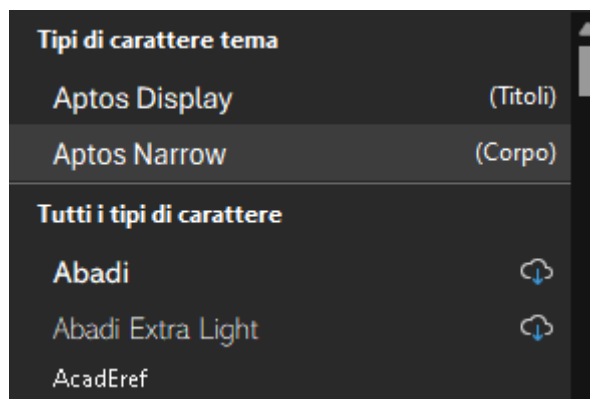 Tipi di carattere tema
Aptos Display (Titoli)
Aptos Narrow (Corpo)
Tutti i tipi di carattere
Abadi
Abadi Extra Light
AcadEref